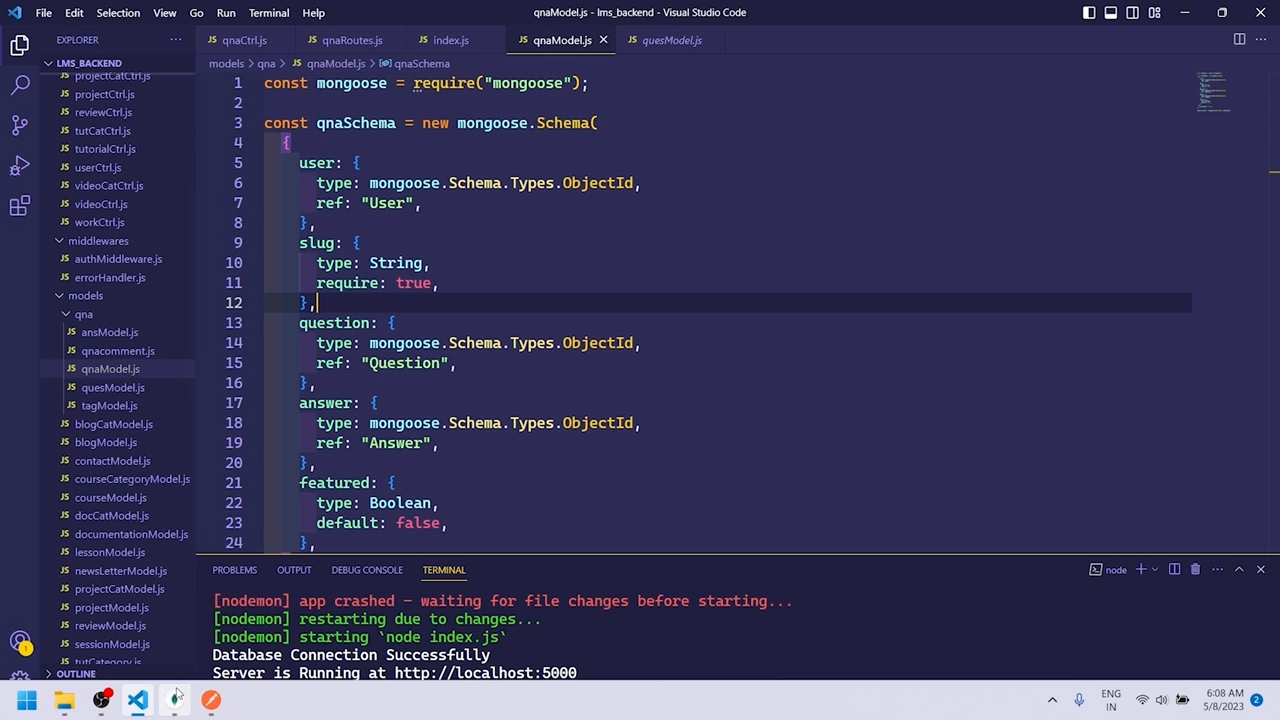 File Edit Selection View Go Run Terminal Help
qnaModel.js - lms_backend - Visual Studio Code
EXPLORER
qnaCtrl.js
qnaRoutes.js
index.js
qnaModel.js
quesModel.js
LMS_BACKEND
projectCatCtrl.js
projectCtrl.js
reviewCtrl.js
tutCatCtrl.js
tutorialCtrl.js
userCtrl.js
videoCatCtrl.js
videoCtrl.js
workCtrl.js
middlewares
authMiddleware.js
errorHandler.js
models
qna
ansModel.js
qnacomment.js
qnaModel.js
quesModel.js
tagModel.js
blogCatModel.js
blogModel.js
contactModel.js
courseCategoryModel.js
courseModel.js
docCatModel.js
documentationModel.js
lessonModel.js
newsLetterModel.js
projectCatModel.js
projectModel.js
reviewModel.js
sessionModel.js
tutCategory.js
OUTLINE
models > qna > JS qnaModel.js > qnaSchema
1 const mongoose = require("mongoose");
2
3 const qnaSchema = new mongoose.Schema(
4 {
5 user: {
6 type: mongoose.Schema.Types.ObjectId,
7 ref: "User",
8 },
9 slug: {
10 type: String,
11 require: true,
12 },
13 question: {
14 type: mongoose.Schema.Types.ObjectId,
15 ref: "Question",
16 },
17 answer: {
18 type: mongoose.Schema.Types.ObjectId,
19 ref: "Answer",
20 },
21 featured: {
22 type: Boolean,
23 default: false,
24 },
PROBLEMS OUTPUT DEBUG CONSOLE TERMINAL
node
[nodemon] app crashed - waiting for file changes before starting...
[nodemon] restarting due to changes...
[nodemon] starting `node index.js`
Database Connection Successfully
Server is Running at http://localhost:5000
ENG
IN
6:08 AM
5/8/2023
2